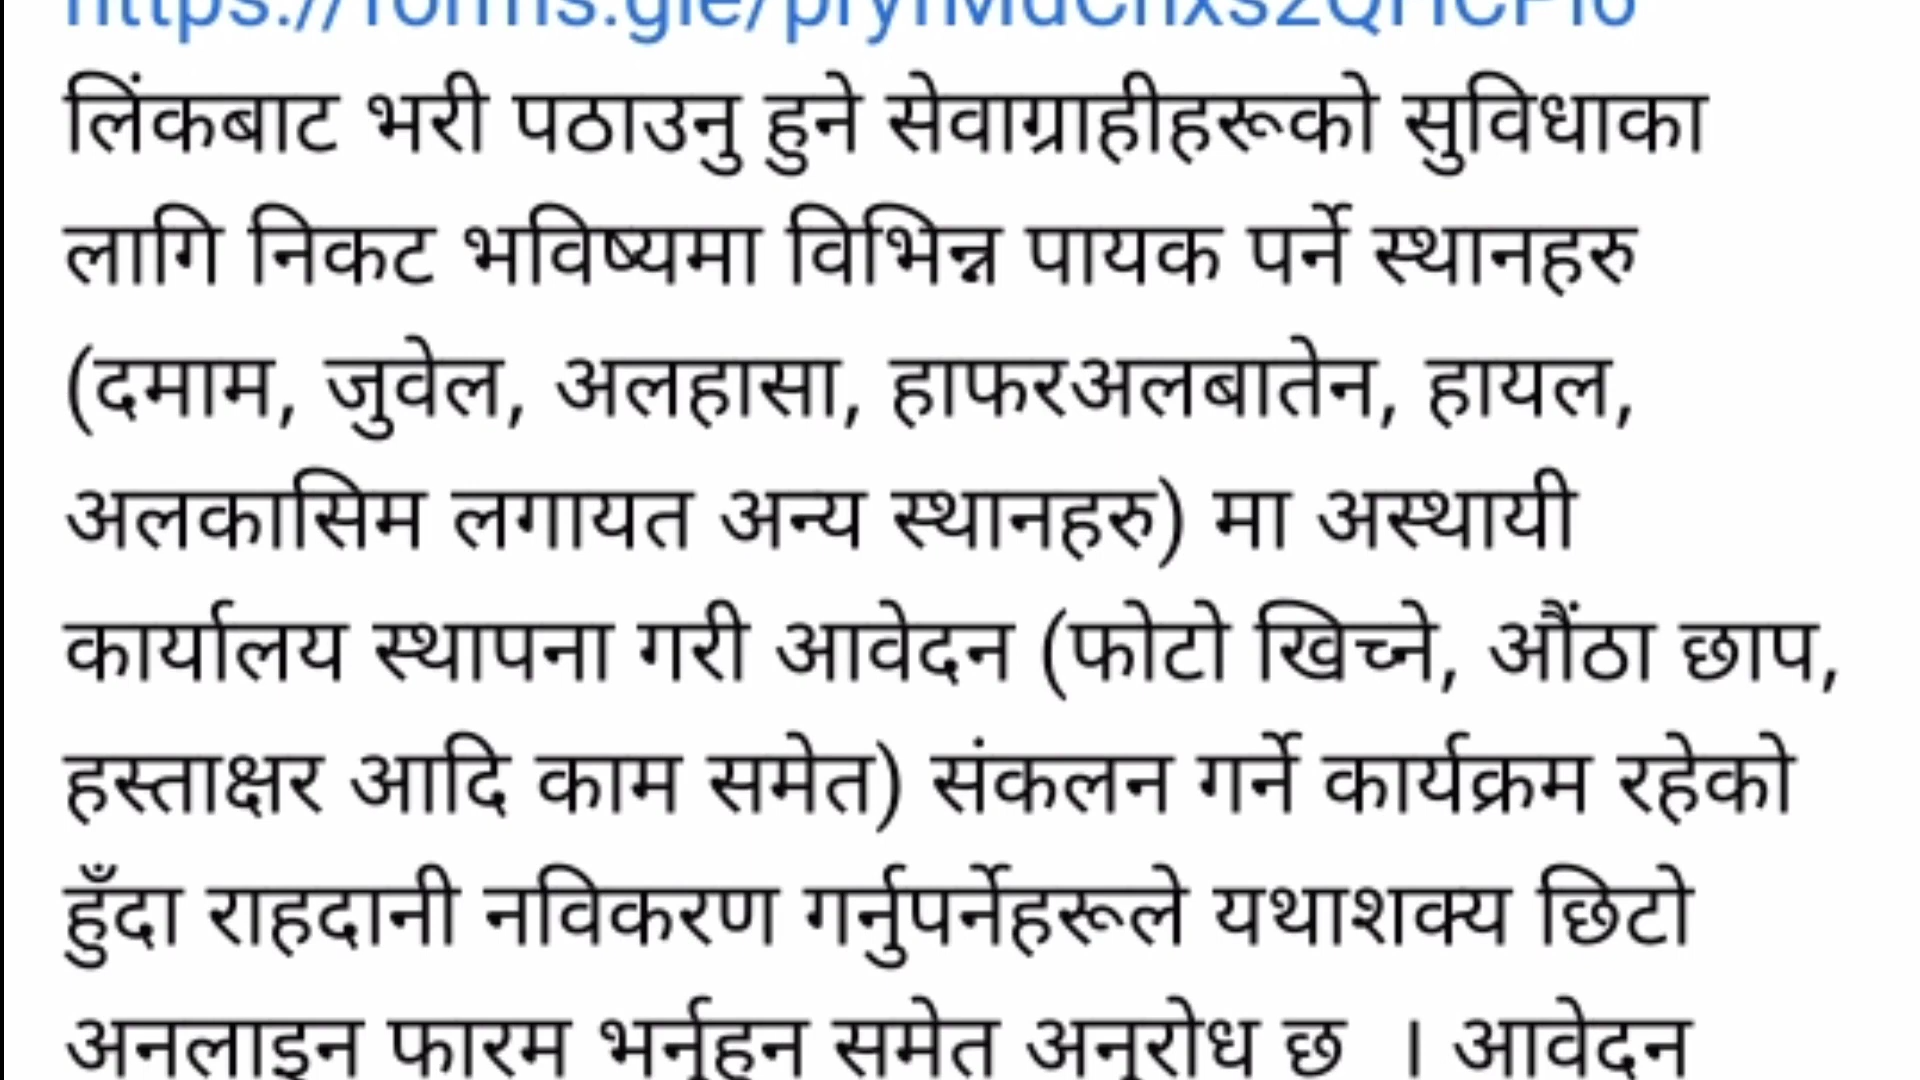 लिंकबाट भरी पठाउनु हुने सेवाग्राहीहरूको सुविधाका
लागि निकट भविष्यमा विभिन्न पायक पर्ने स्थानहरु
(दमाम, जुवेल, अलहासा, हाफरअलबातेन, हायल,
अलकासिम लगायत अन्य स्थानहरु) मा अस्थायी
कार्यालय स्थापना गरी आवेदन (फोटो खिच्ने, औंठा छाप,
हस्ताक्षर आदि काम समेत) संकलन गर्ने कार्यक्रम रहेको
हुँदा राहदानी नविकरण गर्नुपर्नेहरूले यथाशक्य छिटो
अनलाइन फारम भर्नुहुन समेत अनुरोध छ । आवेदन